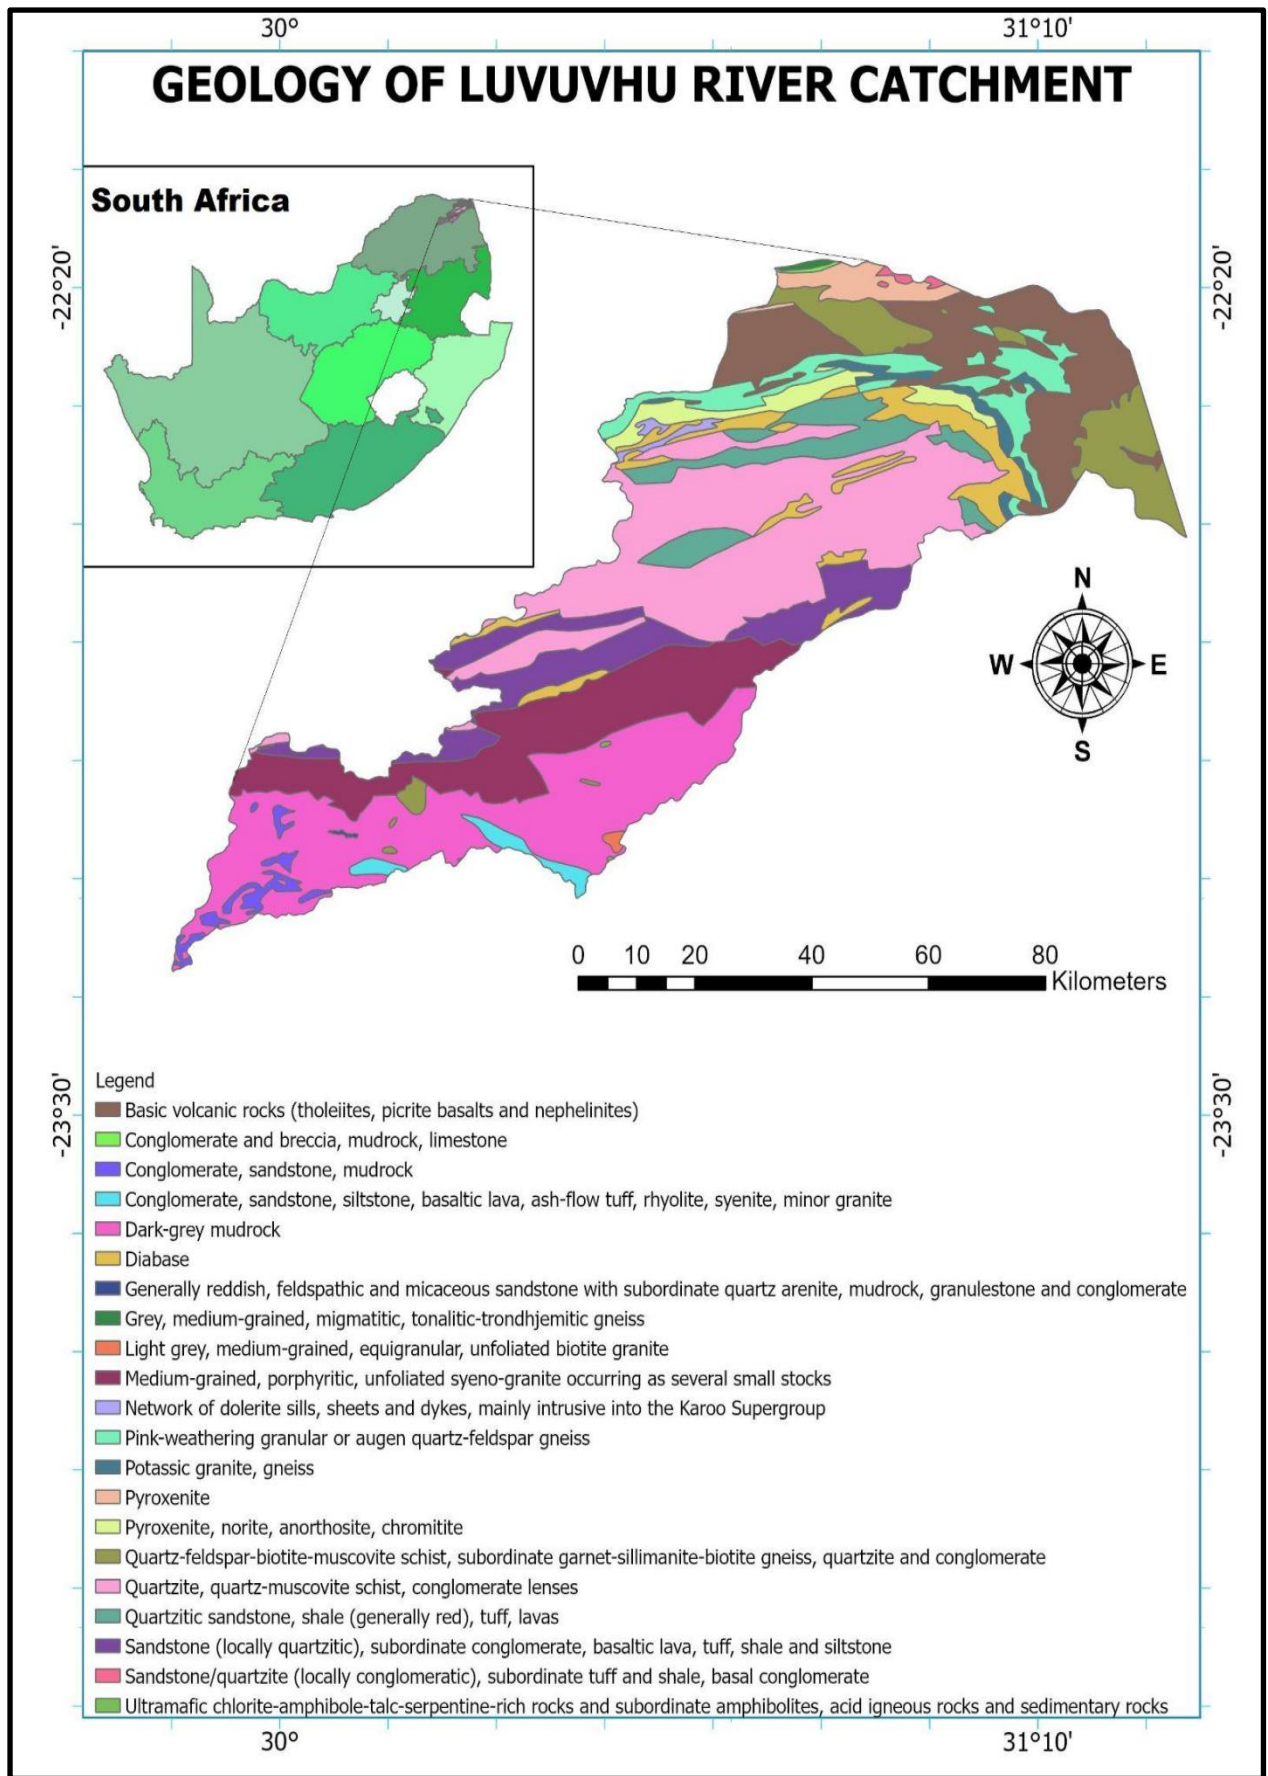 30° 31°10'
GEOLOGY OF LUVUVHU RIVER CATCHMENT
South Africa
-22°20' -22°20'
N
W E
S
0 10 20 40 60 80
Kilometers
-23°30' -23°30'
Legend
Basic volcanic rocks (tholeiites, picrite basalts and nephelinites)
Conglomerate and breccia, mudrock, limestone
Conglomerate, sandstone, mudrock
Conglomerate, sandstone, siltstone, basaltic lava, ash-flow tuff, rhyolite, syenite, minor granite
Dark-grey mudrock
Diabase
Generally reddish, feldspathic and micaceous sandstone with subordinate quartz arenite, mudrock, granulestone and conglomerate
Grey, medium-grained, migmatitic, tonalitic-trondhjemitic gneiss
Light grey, medium-grained, equigranular, unfoliated biotite granite
Medium-grained, porphyritic, unfoliated syeno-granite occurring as several small stocks
Network of dolerite sills, sheets and dykes, mainly intrusive into the Karoo Supergroup
Pink-weathering granular or augen quartz-feldspar gneiss
Potassic granite, gneiss
Pyroxenite
Pyroxenite, norite, anorthosite, chromitite
Quartz-feldspar-biotite-muscovite schist, subordinate garnet-sillimanite-biotite gneiss, quartzite and conglomerate
Quartzite, quartz-muscovite schist, conglomerate lenses
Quartzitic sandstone, shale (generally red), tuff, lavas
Sandstone (locally quartzitic), subordinate conglomerate, basaltic lava, tuff, shale and siltstone
Sandstone/quartzite (locally conglomeratic), subordinate tuff and shale, basal conglomerate
Ultramafic chlorite-amphibole-talc-serpentine-rich rocks and subordinate amphibolites, acid igneous rocks and sedimentary rocks
30° 31°10'